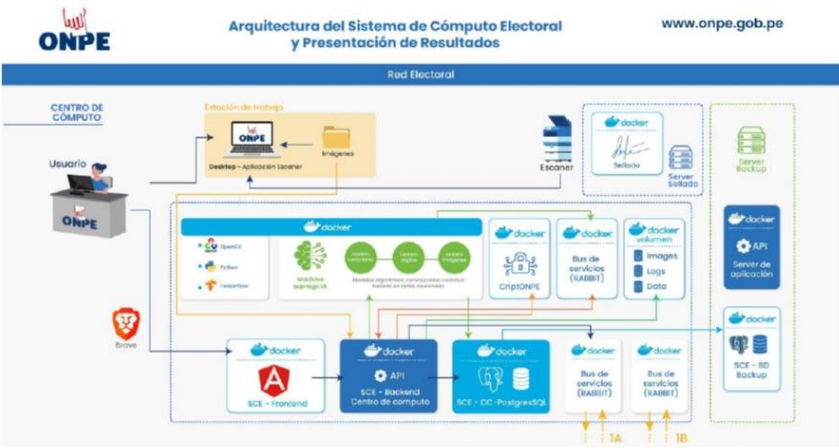 ONPE
Arquitectura del Sistema de Cómputo Electoral
y Presentación de Resultados
www.onpe.gob.pe
Red Electoral
CENTRO DE
CÓMPUTO
Usuario
ONPE
Estación de trabajo
ONPE
Desktop - Aplicación Escaner
Imágenes
Escaner
docker
Sellado
Server
Sellado
Server
Backup
docker
API
Server de
aplicación
docker
SCE - BD
Backup
docker
OpenCV
Python
TensorFlow
Machine
learnign IA
docker
CriptONPE
docker
Bus de
servicios
(RABBIT)
docker
volumen
Images
Logs
Data
Brave
docker
SCE - Frontend
docker
API
SCE - Backend
Centro de computo
docker
SCE - CC-PostgresSQL
docker
Bus de
servicios
(RABBIT)
1A
docker
Bus de
servicios
(RABBIT)
1B